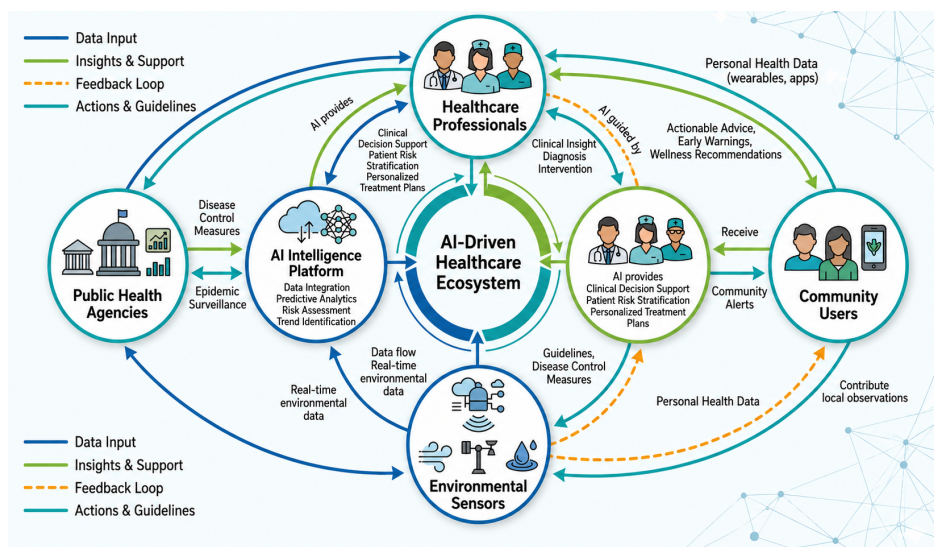 Data Input
Insights & Support
Feedback Loop
Actions & Guidelines
Healthcare
Professionals
Personal Health Data
(wearables, apps)
AI provides
AI guided by
Clinical
Decision Support
Patient Risk
Stratification
Personalized
Treatment Plans
Clinical Insight
Diagnosis
Intervention
Actionable Advice,
Early Warnings,
Wellness Recommendations
Public Health
Agencies
Disease
Control
Measures
Epidemic
Surveillance
AI Intelligence
Platform
Data Integration
Predictive Analytics
Risk Assessment
Trend Identification
AI-Driven
Healthcare
Ecosystem
AI provides
Clinical Decision Support
Patient Risk Stratification
Personalized Treatment
Plans
Receive
Community
Alerts
Community
Users
Real-time
environmental
data
Data flow
Real-time
environmental
data
Guidelines,
Disease Control
Measures
Personal Health Data
Contribute
local observations
Environmental
Sensors
Data Input
Insights & Support
Feedback Loop
Actions & Guidelines